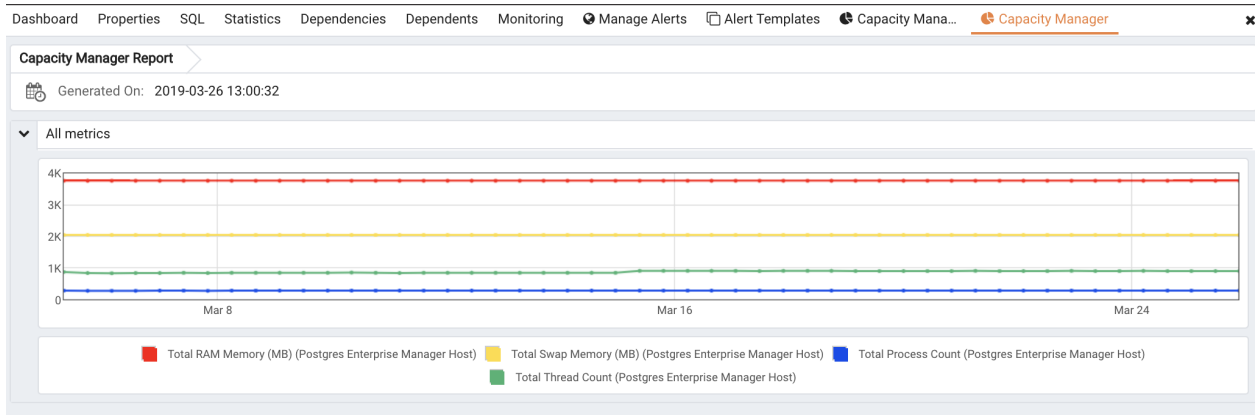 Dashboard Properties SQL Statistics Dependencies Dependents Monitoring Manage Alerts Alert Templates Capacity Mana... Capacity Manager
Capacity Manager Report
Generated On: 2019-03-26 13:00:32
All metrics
4K
3K
2K
1K
0
Mar 8 Mar 16 Mar 24
Total RAM Memory (MB) (Postgres Enterprise Manager Host) Total Swap Memory (MB) (Postgres Enterprise Manager Host) Total Process Count (Postgres Enterprise Manager Host)
Total Thread Count (Postgres Enterprise Manager Host)